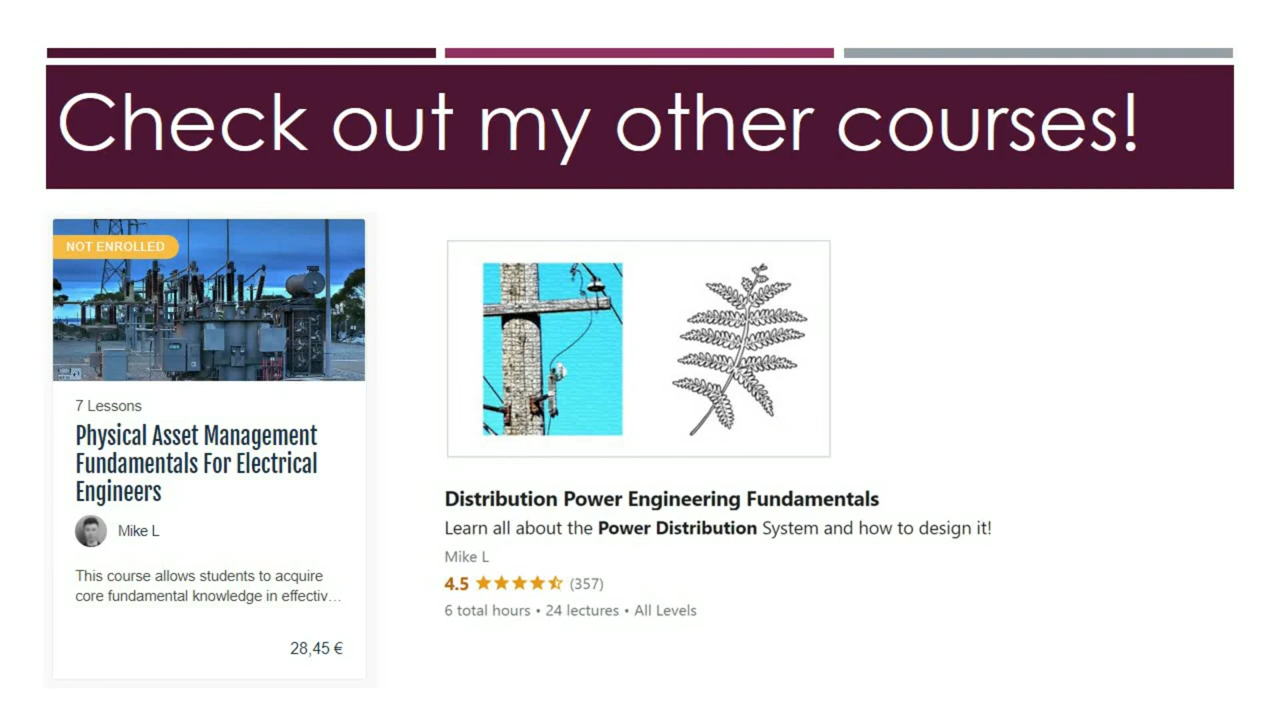 Check out my other courses!
NOT ENROLLED
7 Lessons
Physical Asset Management
Fundamentals For Electrical
Engineers
Mike L
This course allows students to acquire
core fundamental knowledge in effectiv...
28,45 €
Distribution Power Engineering Fundamentals
Learn all about the Power Distribution System and how to design it!
Mike L
4.5 (357)
6 total hours • 24 lectures • All Levels